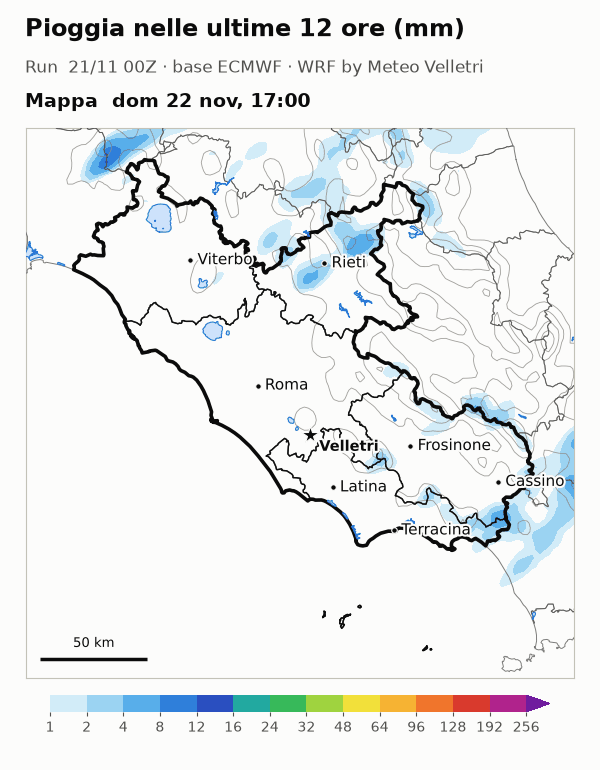 Pioggia nelle ultime 12 ore (mm)
Run 21/11 00Z · base ECMWF · WRF by Meteo Velletri
Mappa dom 22 nov, 17:00
Viterbo
Rieti
Roma
Velletri
Frosinone
Cassino
Latina
Terracina
50 km
1 2 4 8 12 16 24 32 48 64 96 128 192 256